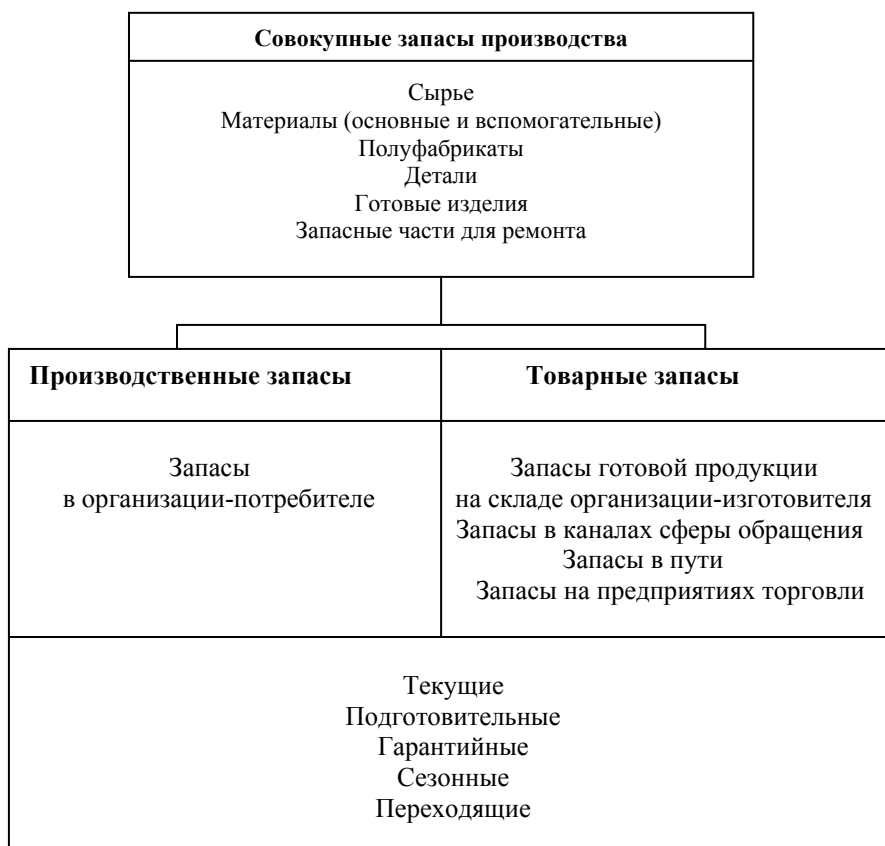 Совокупные запасы производства
Сырье
Материалы (основные и вспомогательные)
Полуфабрикаты
Детали
Готовые изделия
Запасные части для ремонта
Производственные запасы
Товарные запасы
Запасы
в организации-потребителе
Запасы готовой продукции
на складе организации-изготовителя
Запасы в каналах сферы обращения
Запасы в пути
Запасы на предприятиях торговли
Текущие
Подготовительные
Гарантийные
Сезонные
Переходящие